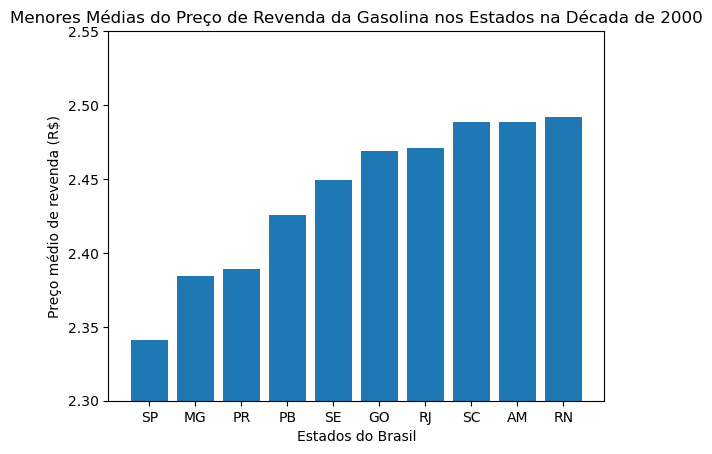 Menores Médias do Preço de Revenda da Gasolina nos Estados na Década de 2000
2.55
2.50
2.45
2.40
2.35
2.30
Preço médio de revenda (R$)
SP MG PR PB SE GO RJ SC AM RN
Estados do Brasil